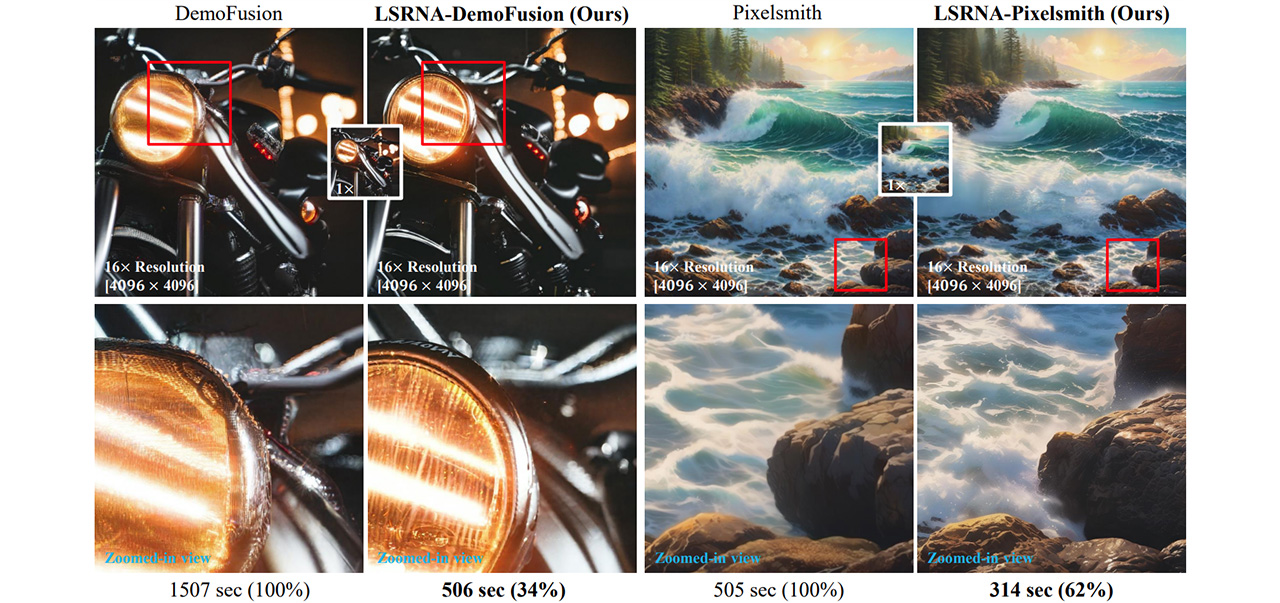 DemoFusion
LSRNA-DemoFusion (Ours)
Pixelsmith
LSRNA-Pixelsmith (Ours)
1×
1×
16× Resolution
[4096 × 4096
16× Resolution
[4096 × 4096
16× Resolution
[4096 × 4096]
16× Resolution
[4096 × 4096]
Zoomed-in view
Zoomed-in view
Zoomed-in view
Zoomed-in view
1507 sec (100%)
506 sec (34%)
505 sec (100%)
314 sec (62%)